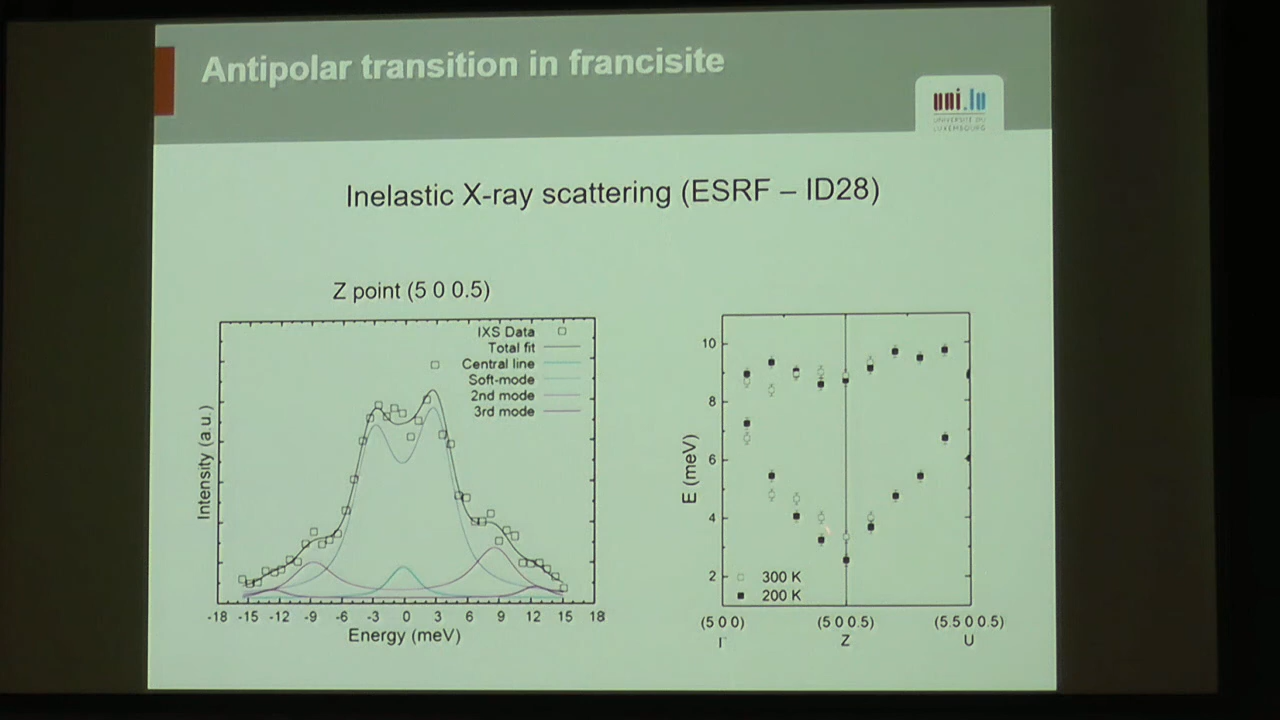 Antipolar transition in francisite
uni.lu
UNIVERSITÉ DU
LUXEMBOURG
Inelastic X-ray scattering (ESRF – ID28)
Z point (5 0 0.5)
IXS Data
Total fit
Central line
Soft-mode
2nd mode
3rd mode
Intensity (a.u.)
-18 -15 -12 -9 -6 -3 0 3 6 9 12 15 18
Energy (meV)
E (meV)
10
8
6
4
2
300 K
200 K
(5 0 0) (5 0 0.5) (5.5 0 0.5)
Γ Z U